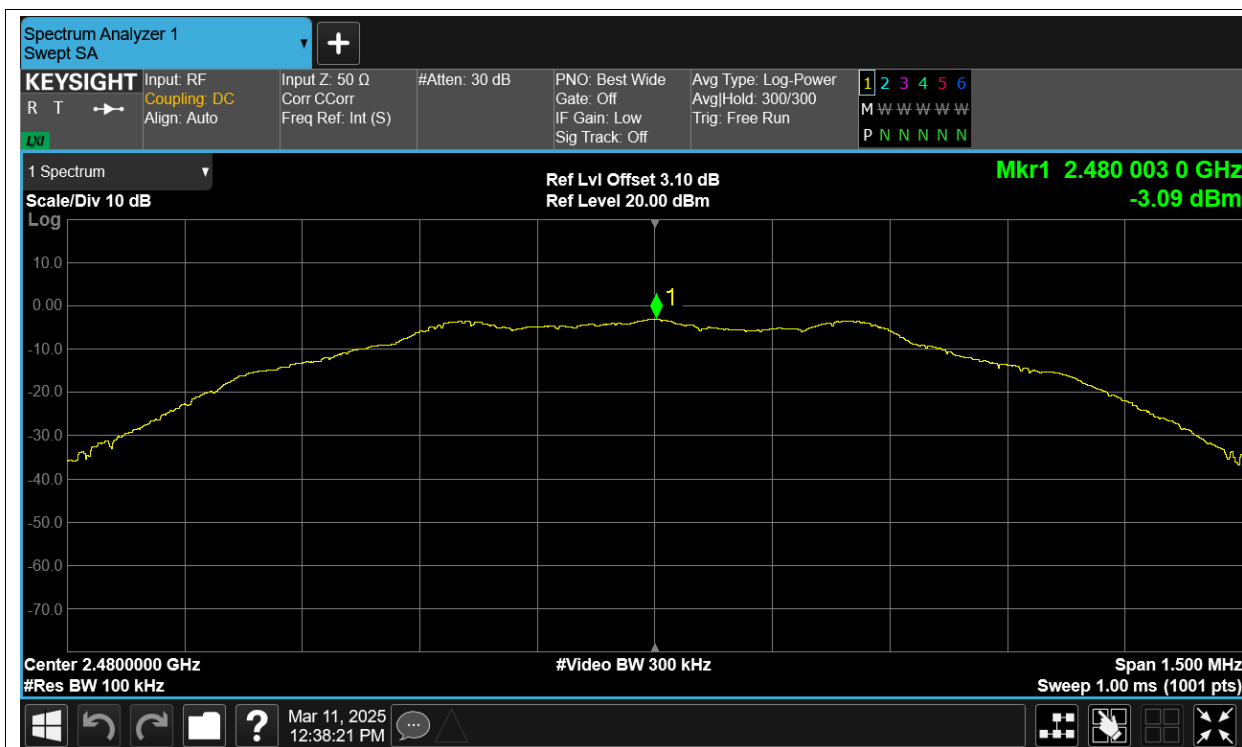 Spectrum Analyzer 1
Swept SA
KEYSIGHT
R T
LXI
Input: RF
Coupling: DC
Align: Auto
Input Z: 50 Ω
Corr CCorr
Freq Ref: Int (S)
#Atten: 30 dB
PNO: Best Wide
Gate: Off
IF Gain: Low
Sig Track: Off
Avg Type: Log-Power
Avg|Hold: 300/300
Trig: Free Run
1 2 3 4 5 6
M W W W W W
P N N N N N
1 Spectrum
Scale/Div 10 dB
Log
Ref Lvl Offset 3.10 dB
Ref Level 20.00 dBm
Mkr1 2.480 003 0 GHz
-3.09 dBm
1
10.0
0.00
-10.0
-20.0
-30.0
-40.0
-50.0
-60.0
-70.0
Center 2.4800000 GHz
#Res BW 100 kHz
#Video BW 300 kHz
Span 1.500 MHz
Sweep 1.00 ms (1001 pts)
?
Mar 11, 2025
12:38:21 PM